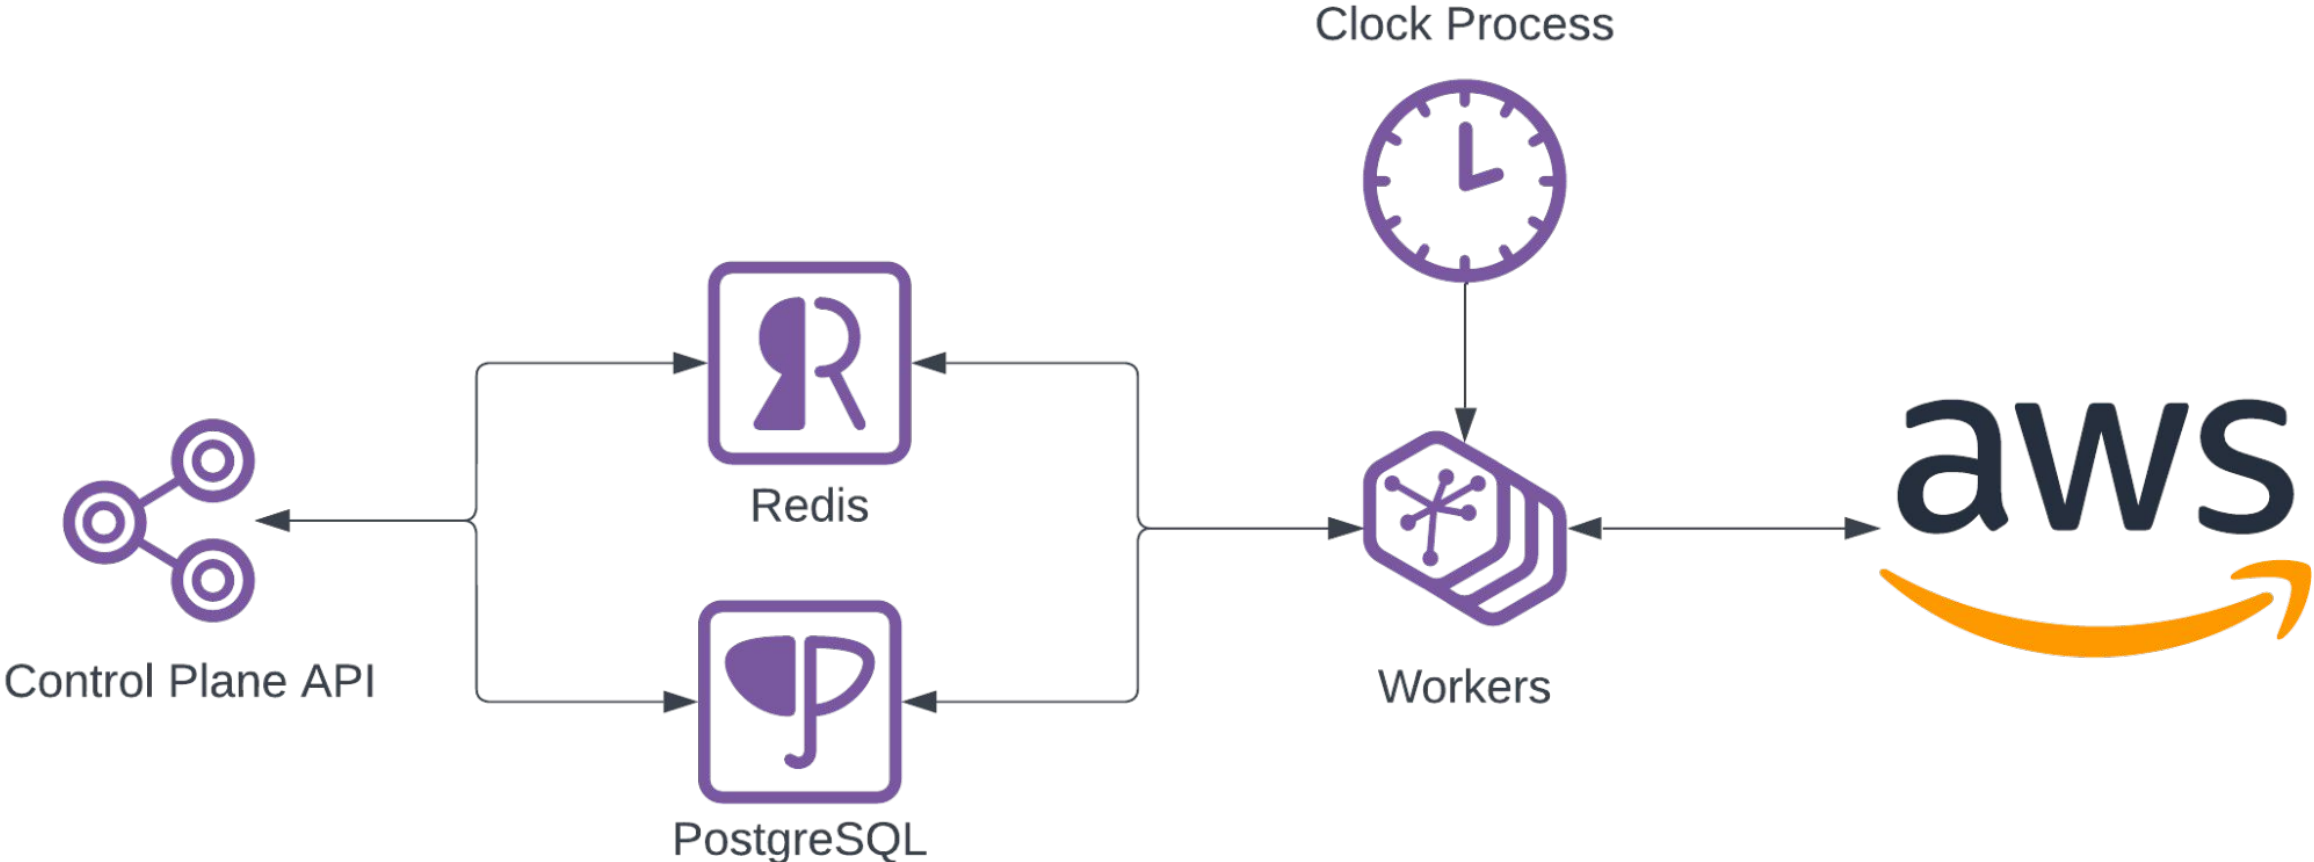 Clock Process
Redis
aws
Control Plane API
Workers
PostgreSQL